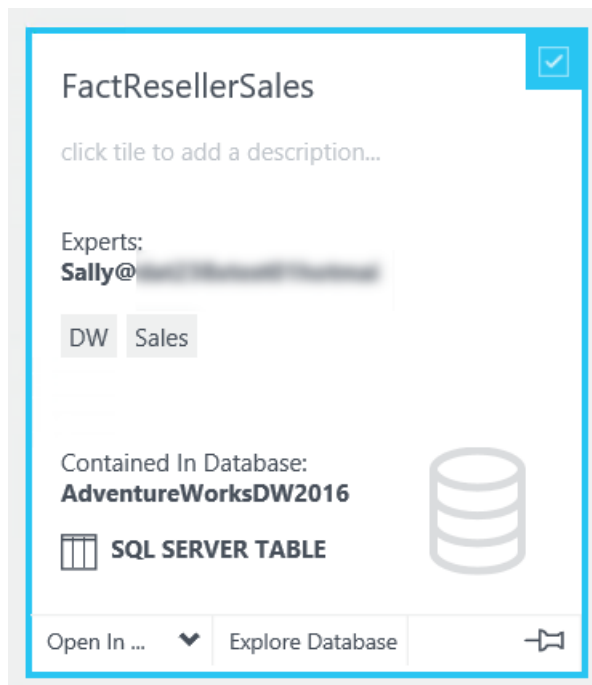 FactResellerSales
click tile to add a description...
Experts:
Sally@
DW Sales
Contained In Database:
AdventureWorksDW2016
SQL SERVER TABLE
Open In ... Explore Database